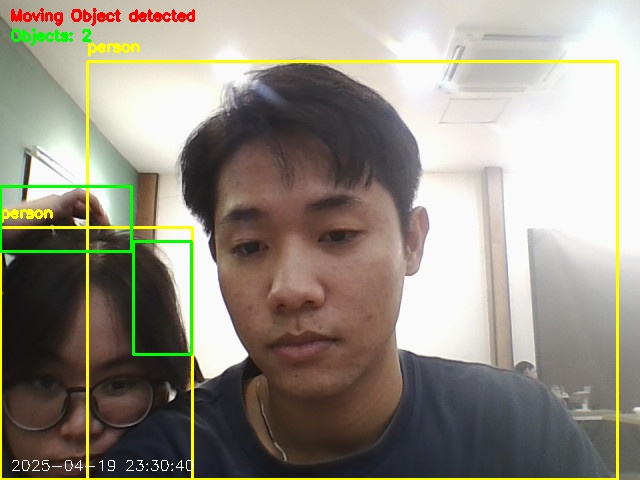 Moving Object detected
Objects: 2
person
person
2025-04-19 23:30:40